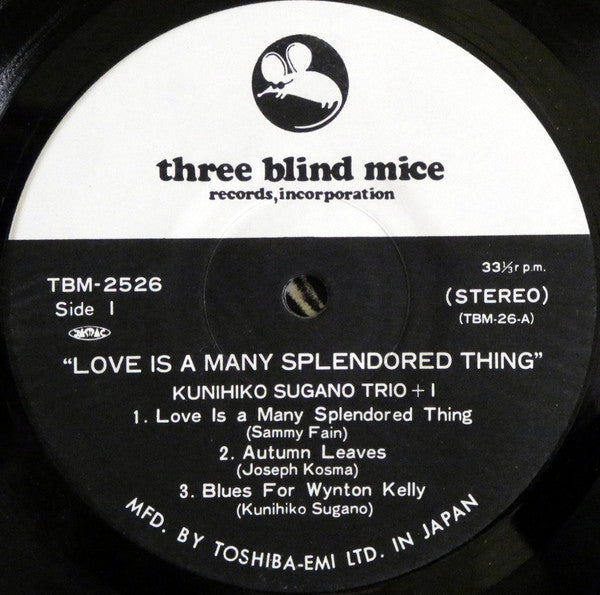 three blind mice
records, incorporation
TBM-2526
33⅓ r.p.m.
Side 1
(STEREO)
(TBM-26-A)
JASRAC
"LOVE IS A MANY SPLENDORED THING"
KUNIHIKO SUGANO TRIO + 1
1. Love Is a Many Splendored Thing
(Sammy Fain)
2. Autumn Leaves
(Joseph Kosma)
3. Blues For Wynton Kelly
(Kunihiko Sugano)
MFD. BY TOSHIBA-EMI LTD. IN JAPAN